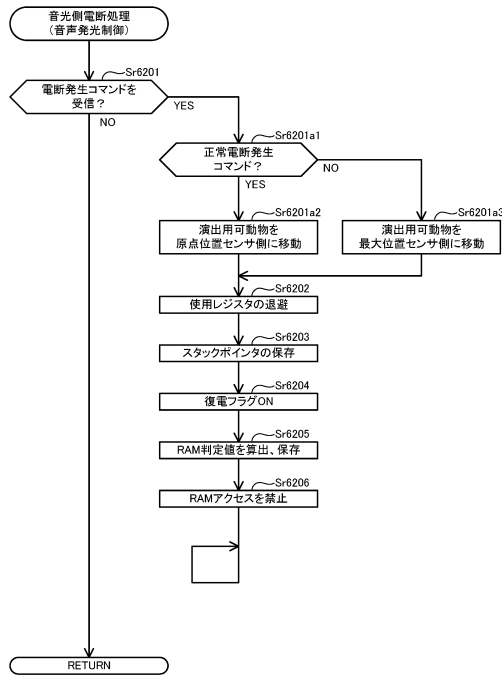 音光側電断処理
(音声発光制御)
Sr6201
電断発生コマンドを
受信？
YES
NO
Sr6201a1
正常電断発生
コマンド？
NO
YES
Sr6201a2
演出用可動物を
原点位置センサ側に移動
Sr6201a3
演出用可動物を
最大位置センサ側に移動
Sr6202
使用レジスタの退避
Sr6203
スタックポインタの保存
Sr6204
復電フラグON
Sr6205
RAM判定値を算出、保存
Sr6206
RAMアクセスを禁止
RETURN